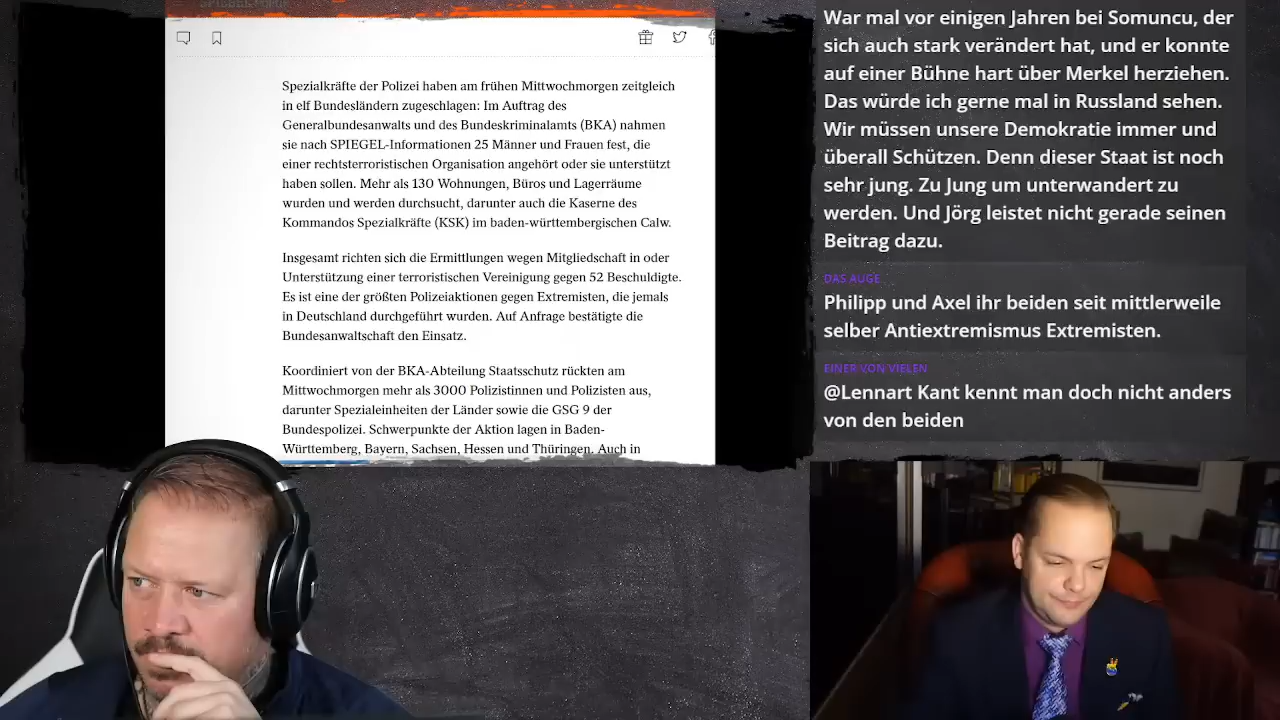 Spezialkräfte der Polizei haben am frühen Mittwochmorgen zeitgleich
in elf Bundesländern zugeschlagen: Im Auftrag des
Generalbundesanwalts und des Bundeskriminalamts (BKA) nahmen
sie nach SPIEGEL-Informationen 25 Männer und Frauen fest, die
einer rechtsterroristischen Organisation angehört oder sie unterstützt
haben sollen. Mehr als 130 Wohnungen, Büros und Lagerräume
wurden und werden durchsucht, darunter auch die Kaserne des
Kommandos Spezialkräfte (KSK) im baden-württembergischen Calw.
Insgesamt richten sich die Ermittlungen wegen Mitgliedschaft in oder
Unterstützung einer terroristischen Vereinigung gegen 52 Beschuldigte.
Es ist eine der größten Polizeiaktionen gegen Extremisten, die jemals
in Deutschland durchgeführt wurden. Auf Anfrage bestätigte die
Bundesanwaltschaft den Einsatz.
Koordiniert von der BKA-Abteilung Staatsschutz rückten am
Mittwochmorgen mehr als 3000 Polizistinnen und Polizisten aus,
darunter Spezialeinheiten der Länder sowie die GSG 9 der
Bundespolizei. Schwerpunkte der Aktion lagen in Baden-
Württemberg, Bayern, Sachsen, Hessen und Thüringen. Auch in
War mal vor einigen Jahren bei Somuncu, der
sich auch stark verändert hat, und er konnte
auf einer Bühne hart über Merkel herziehen.
Das würde ich gerne mal in Russland sehen.
Wir müssen unsere Demokratie immer und
überall Schützen. Denn dieser Staat ist noch
sehr jung. Zu Jung um unterwandert zu
werden. Und Jörg leistet nicht gerade seinen
Beitrag dazu.
DAS AUGE
Philipp und Axel ihr beiden seit mittlerweile
selber Antiextremismus Extremisten.
EINER VON VIELEN
@Lennart Kant kennt man doch nicht anders
von den beiden